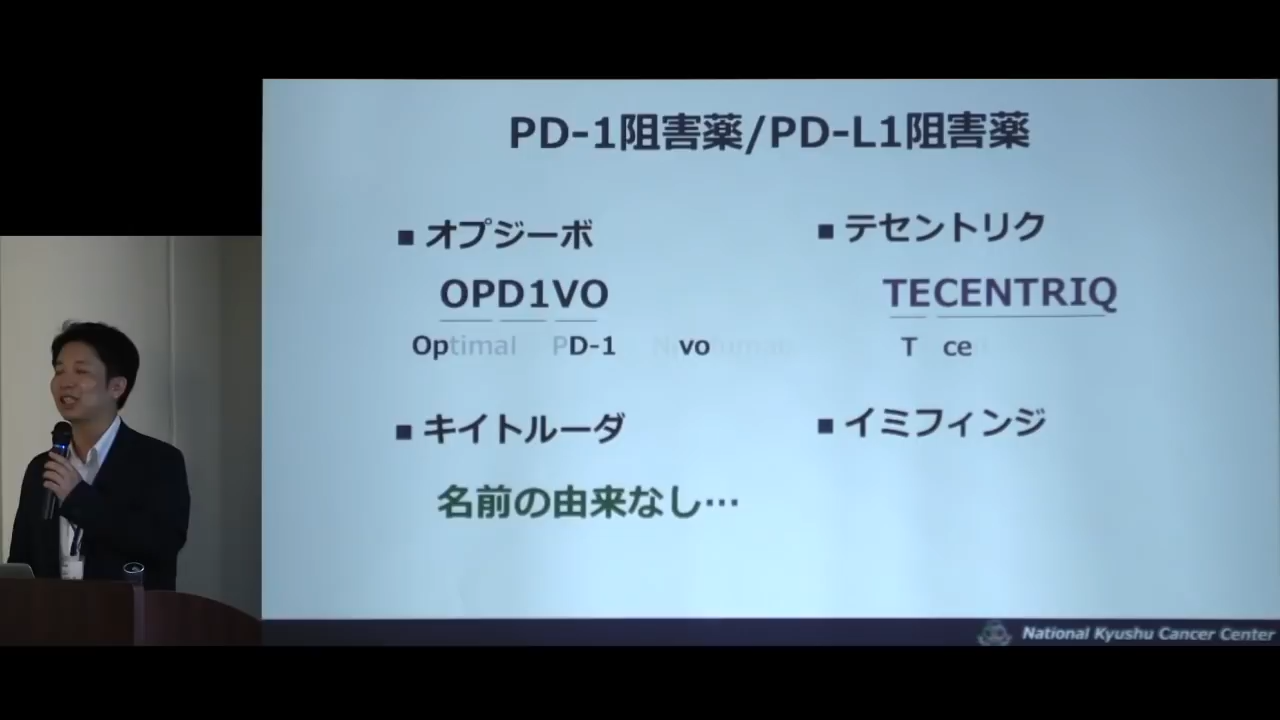 PD-1阻害薬/PD-L1阻害薬
■ オプジーボ
OPD1VO
Optimal PD-1 vo
■ キイトルーダ
名前の由来なし…
■ テセントリク
TECENTRIQ
T ce
■ イミフィンジ
National Kyushu Cancer Center